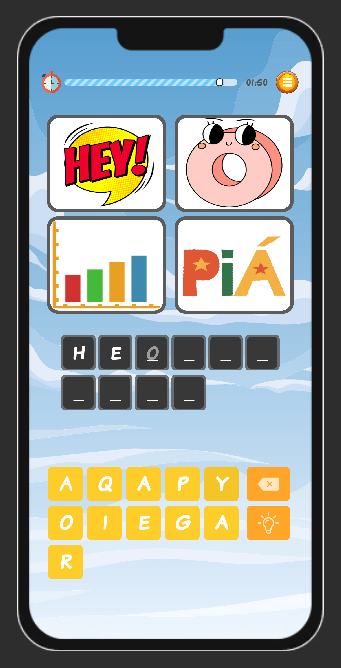 01:50
HEY! O
PiÁ
H E O _ _ _
_ _ _ _
A Q A P Y
O I E G A
R